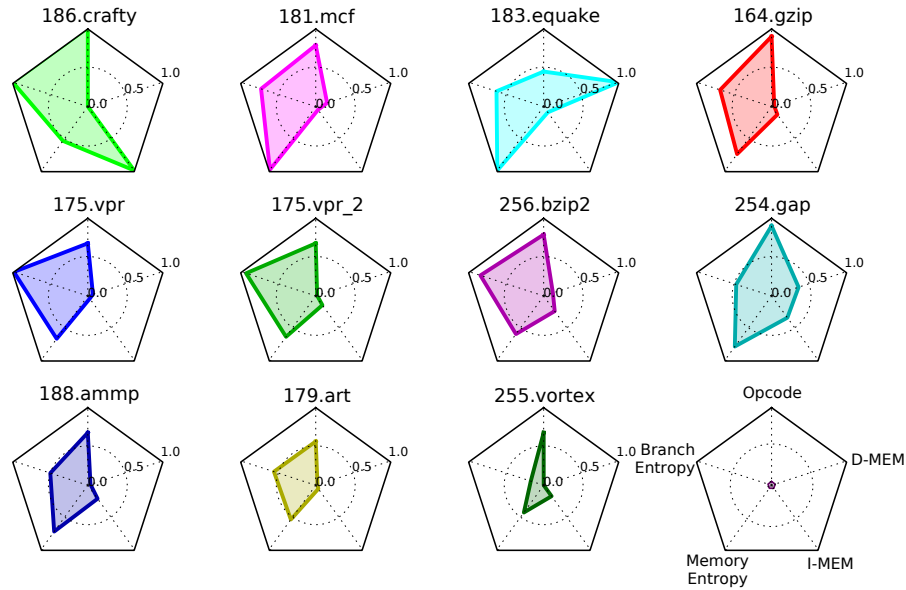 186.crafty
181.mcf
183.equake
164.gzip
1.0
0.5
0.0
1.0
0.5
0.0
1.0
0.5
0.0
1.0
0.5
0.0
175.vpr
175.vpr_2
256.bzip2
254.gap
1.0
0.5
0.0
1.0
0.5
0.0
1.0
0.5
0.0
1.0
0.5
0.0
188.ammp
179.art
255.vortex
1.0
0.5
0.0
1.0
0.5
0.0
1.0
0.5
0.0
Opcode
Branch
Entropy
D-MEM
Memory
Entropy
I-MEM